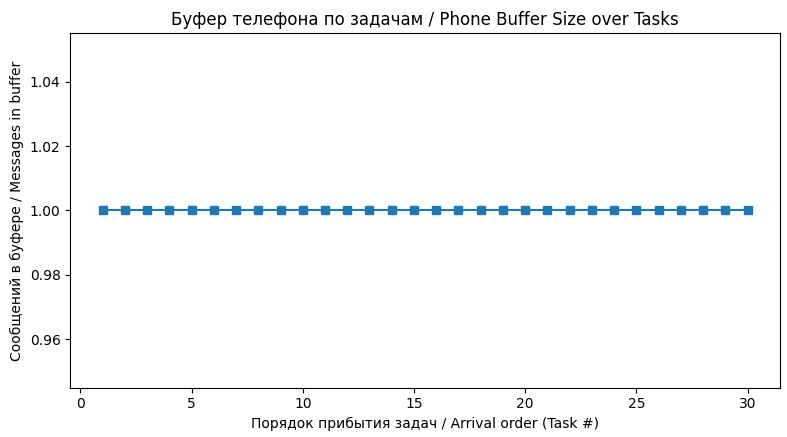 Буфер телефона по задачам / Phone Buffer Size over Tasks
Сообщений в буфере / Messages in buffer
1.04
1.02
1.00
0.98
0.96
0 5 10 15 20 25 30
Порядок прибытия задач / Arrival order (Task #)